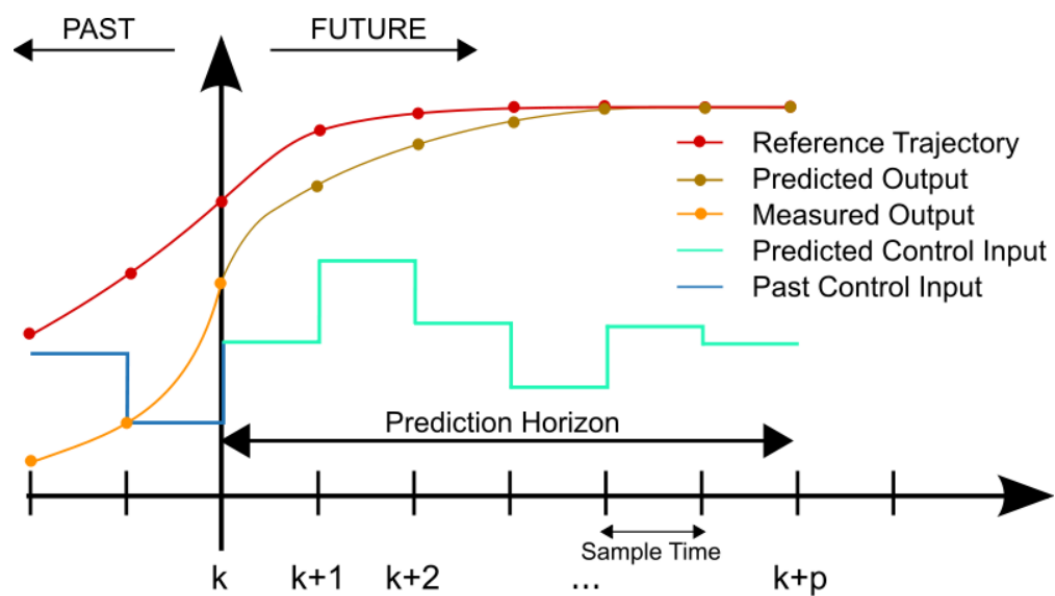 PAST
FUTURE
Reference Trajectory
Predicted Output
Measured Output
Predicted Control Input
Past Control Input
Prediction Horizon
Sample Time
k k+1 k+2 ... k+p